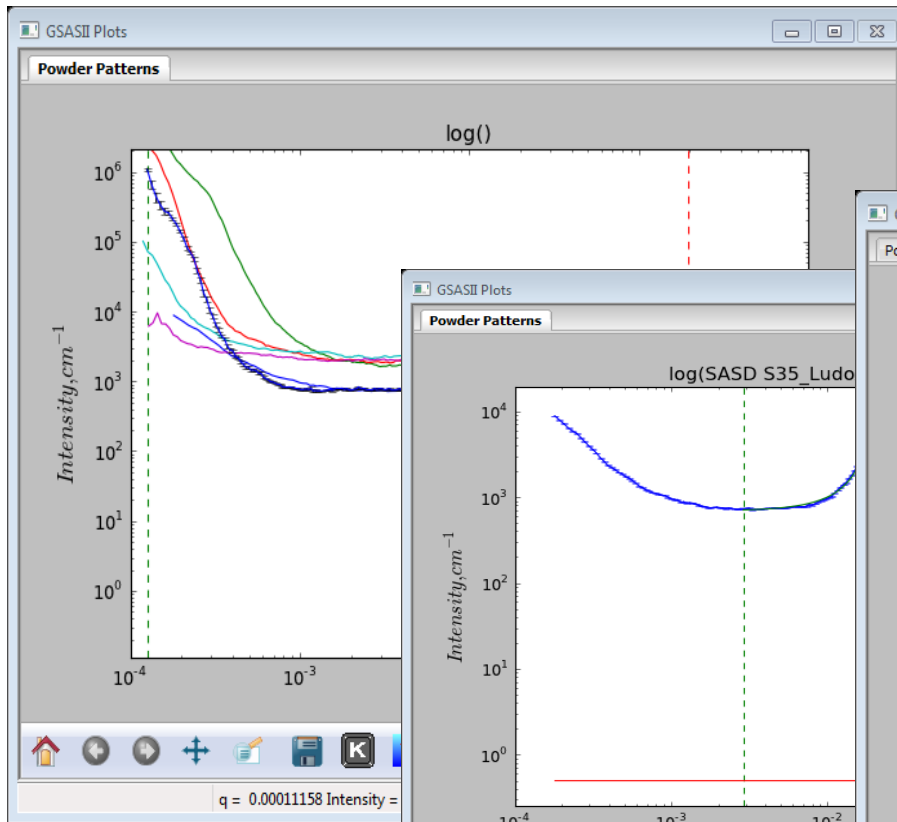 GSASII Plots
Powder Patterns
log()
10^6
10^5
10^4
10^3
10^2
10^1
10^0
Intensity,cm^−1
10^-4
10^-3
K
q = 0.00011158 Intensity =
GSASII Plots
Powder Patterns
log(SASD S35_Ludo
10^4
10^3
10^2
10^1
10^0
Intensity,cm^−1
10^-4
10^-3
10^-2